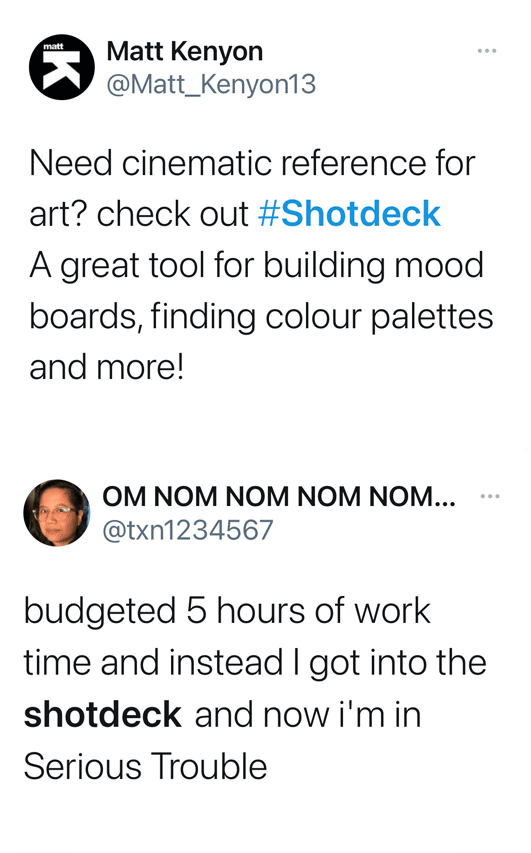 matt
Matt Kenyon
@Matt_Kenyon13
Need cinematic reference for
art? check out #Shotdeck
A great tool for building mood
boards, finding colour palettes
and more!
OM NOM NOM NOM NOM...
@txn1234567
budgeted 5 hours of work
time and instead I got into the
shotdeck and now i'm in
Serious Trouble